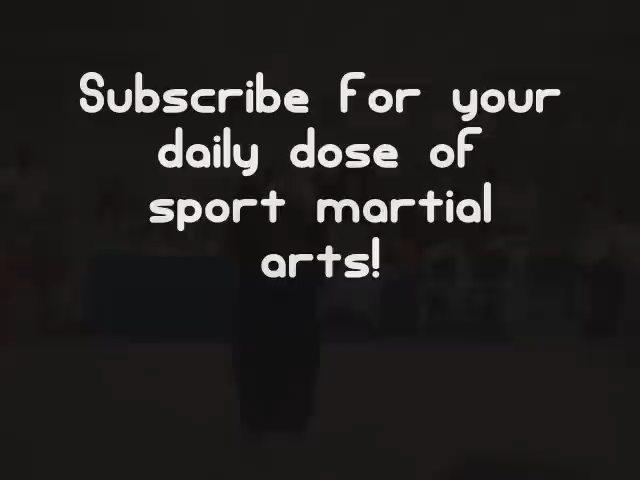 Subscribe for your
daily dose of
sport martial
arts!